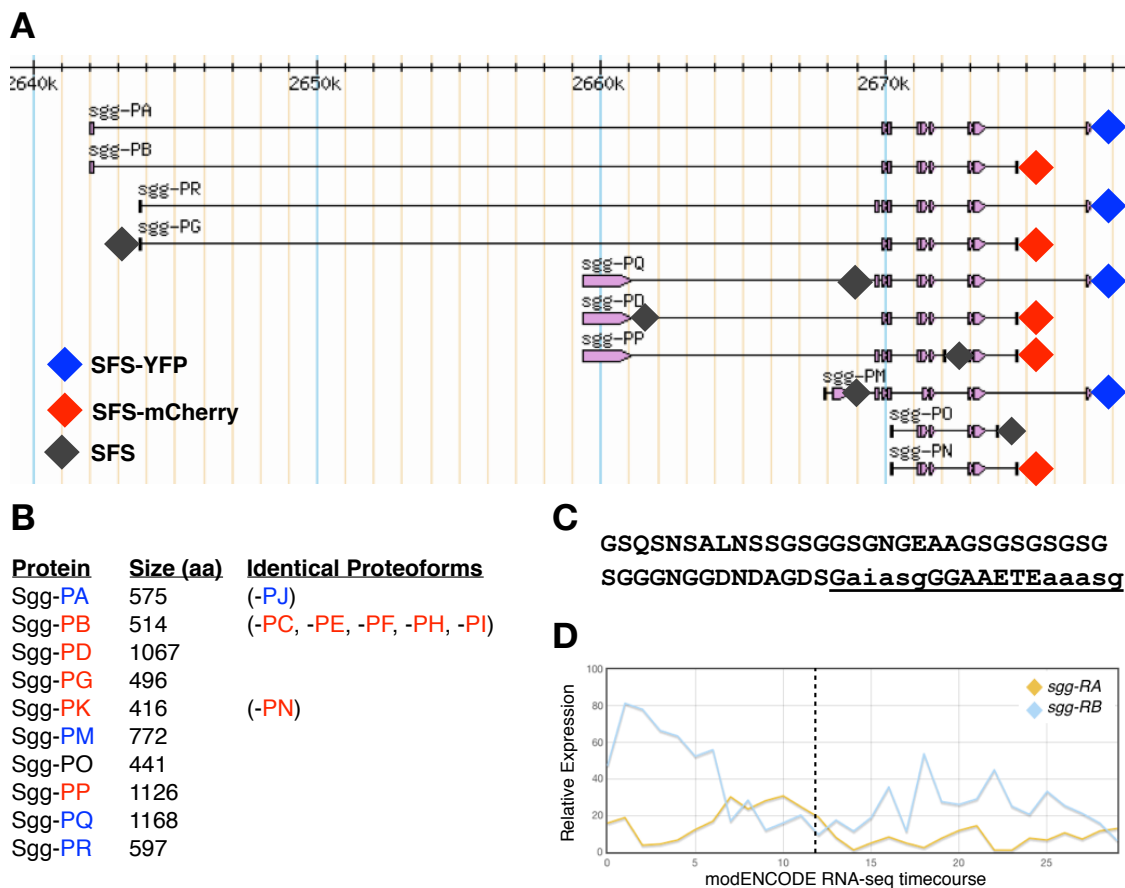 A
2640k 2650k 2660k 2670k
sgg-PA
sgg-PB
sgg-PR
sgg-PG
sgg-PQ
sgg-PD
sgg-PP
sgg-PM
sgg-PO
sgg-PN
SFS-YFP
SFS-mCherry
SFS
B
Protein Size (aa) Identical Proteoforms
Sgg-PA 575 (-PJ)
Sgg-PB 514 (-PC, -PE, -PF, -PH, -PI)
Sgg-PD 1067
Sgg-PG 496
Sgg-PK 416 (-PN)
Sgg-PM 772
Sgg-PO 441
Sgg-PP 1126
Sgg-PQ 1168
Sgg-PR 597
C
GSQSNSALNSSGSGGSGNGEAAGSGSGSGSG
SGGGNGGDNDAGDSGaiasgGGAAETEaaasg
D
Relative Expression
100
80
60
40
20
0
sgg-RA
sgg-RB
0 5 10 15 20 25
modENCODE RNA-seq timecourse